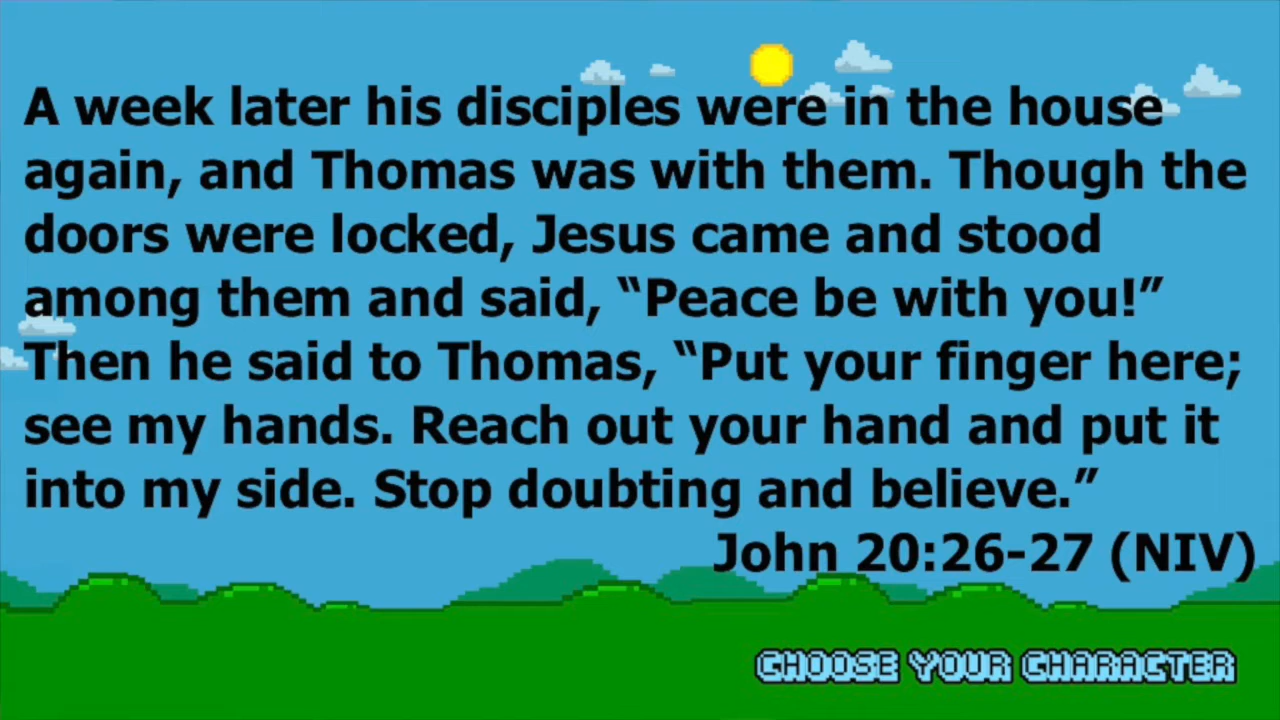 A week later his disciples were in the house
again, and Thomas was with them. Though the
doors were locked, Jesus came and stood
among them and said, “Peace be with you!”
Then he said to Thomas, “Put your finger here;
see my hands. Reach out your hand and put it
into my side. Stop doubting and believe.”
John 20:26-27 (NIV)
CHOOSE YOUR CHARACTER